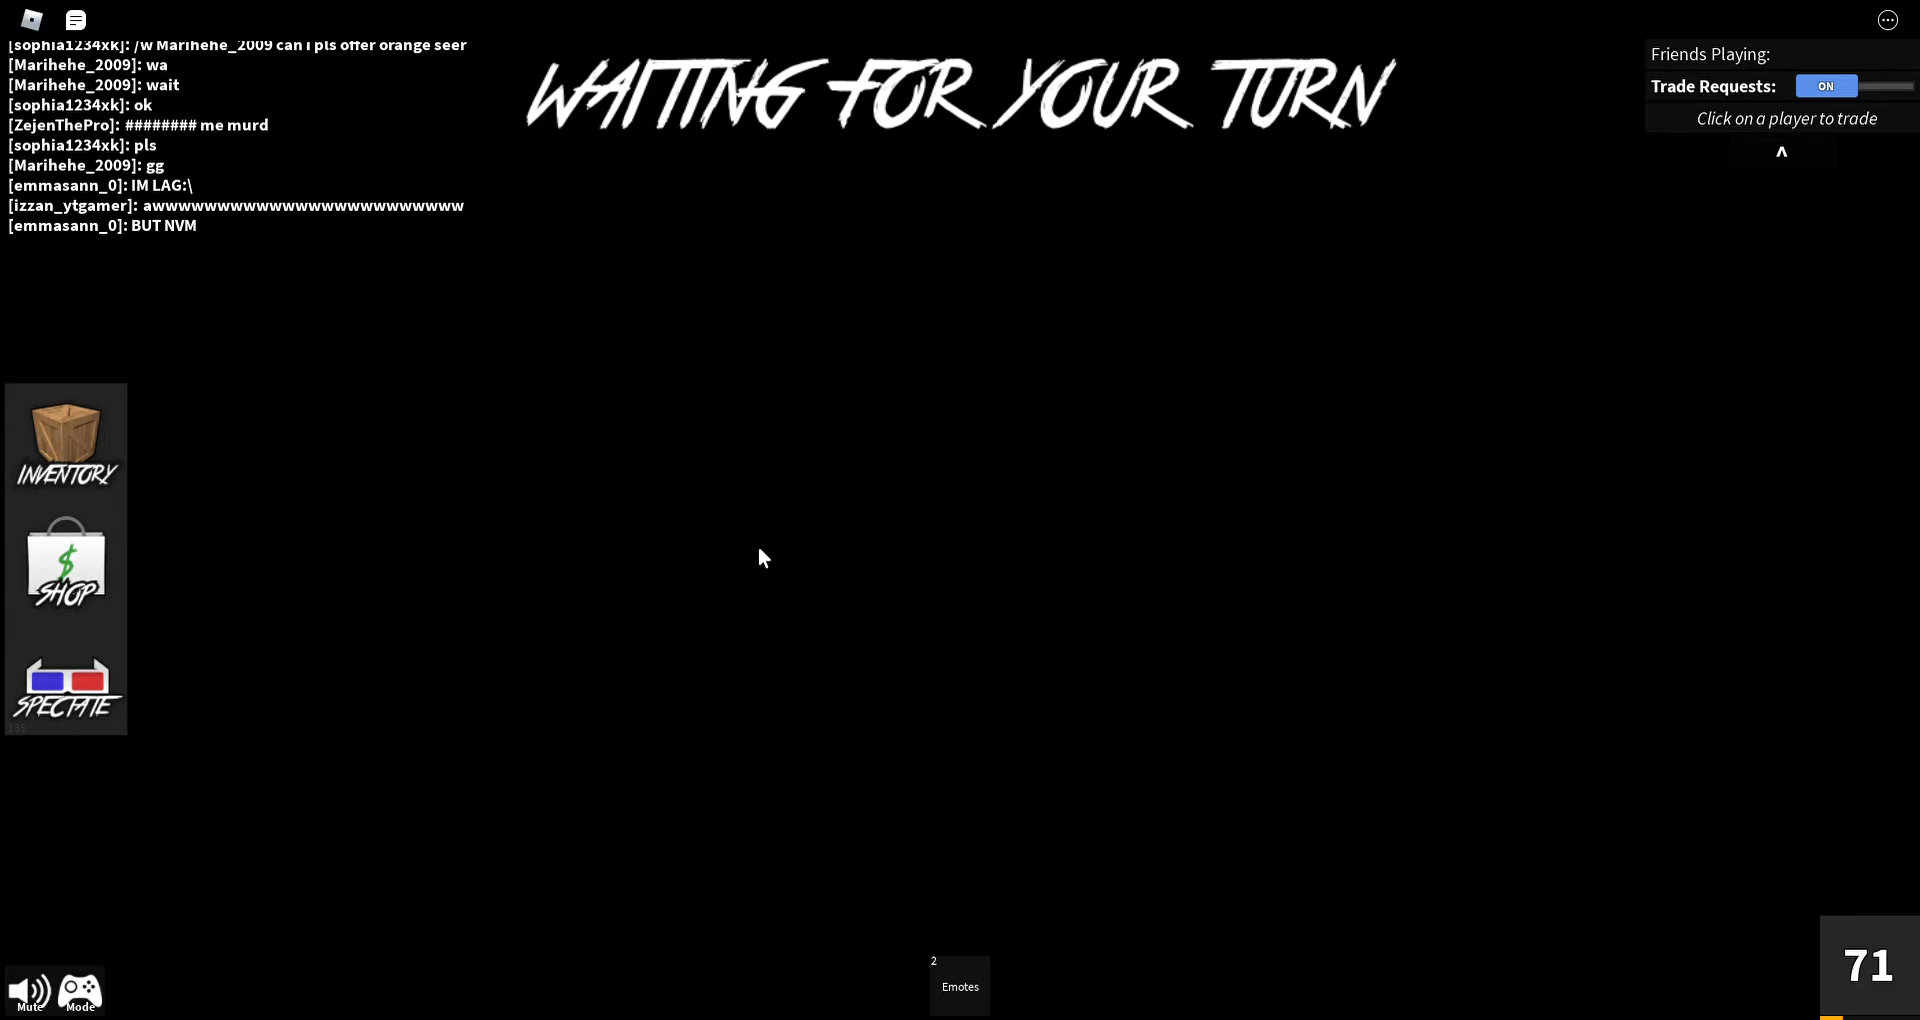 [sophia1234xk]: /w Marihehe_2009 can i pls offer orange seer
[Marihehe_2009]: wa
[Marihehe_2009]: wait
[sophia1234xk]: ok
[ZejenThePro]: ######## me murd
[sophia1234xk]: pls
[Marihehe_2009]: gg
[emmasann_0]: IM LAG:\
[izzan_ytgamer]: awwwwwwwwwwwwwwwwwwwwwwww
[emmasann_0]: BUT NVM
WAITING FOR YOUR TURN
Friends Playing:
Trade Requests: ON
Click on a player to trade
^
INVENTORY
$
SHOP
SPECTATE
135
Mute
Mode
2
Emotes
71